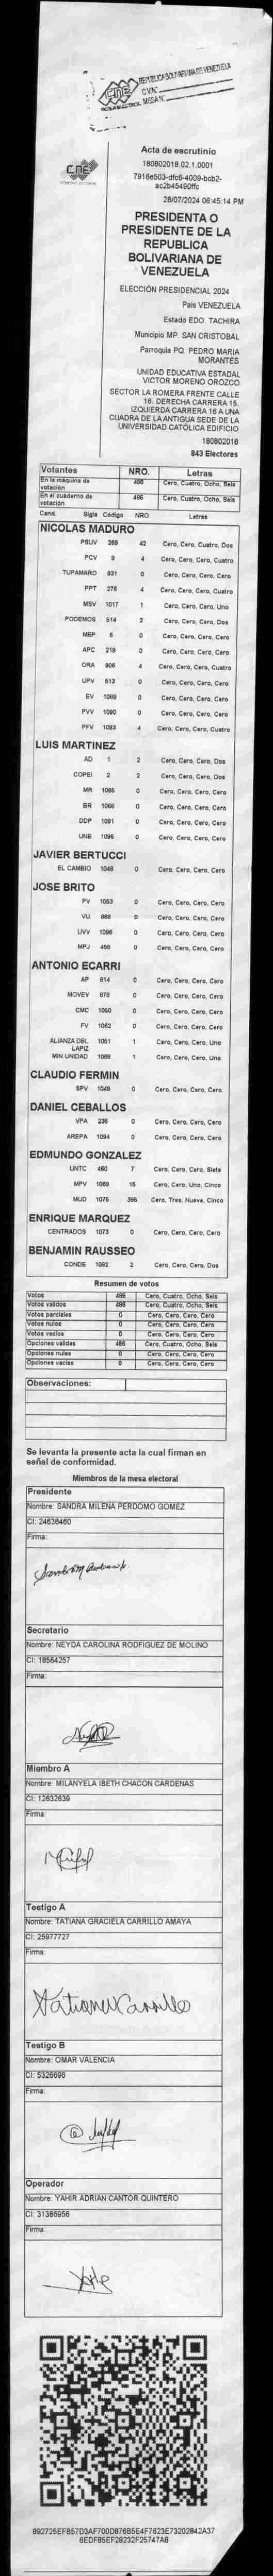 REPUBLICA BOLIVARIANA DE VENEZUELA
CNE
MESA N°
Acta de escrutinio
180802018.02.1.0001
7916e503-dfc6-4009-bcb2-
ac2b45490ffc
28/07/2024 06:45:14 PM
CNE
PRESIDENTA O
PRESIDENTE DE LA
REPUBLICA
BOLIVARIANA DE
VENEZUELA
ELECCIÓN PRESIDENCIAL 2024
País VENEZUELA
Estado EDO. TACHIRA
Municipio MP. SAN CRISTOBAL
Parroquia PQ. PEDRO MARIA
MORANTES
UNIDAD EDUCATIVA ESTADAL
VICTOR MORENO OROZCO
SECTOR LA ROMERA FRENTE CALLE
16. DERECHA CARRERA 15.
IZQUIERDA CARRERA 16 A UNA
CUADRA DE LA ANTIGUA SEDE DE LA
UNIVERSIDAD CATÓLICA EDIFICIO
180802018
843 Electores
Votantes NRO. Letras
En la máquina de votación 486 Cero, Cuatro, Ocho, Seis
En el cuaderno de votación 486 Cero, Cuatro, Ocho, Seis
Cand. Sigla Código NRO. Letras
NICOLAS MADURO
PSUV 269 42 Cero, Cero, Cuatro, Dos
PCV 9 4 Cero, Cero, Cero, Cuatro
TUPAMARO 931 0 Cero, Cero, Cero, Cero
PPT 276 4 Cero, Cero, Cero, Cuatro
MSV 1017 1 Cero, Cero, Cero, Uno
PODEMOS 514 2 Cero, Cero, Cero, Dos
MEP 6 0 Cero, Cero, Cero, Cero
APC 219 0 Cero, Cero, Cero, Cero
ORA 906 4 Cero, Cero, Cero, Cuatro
UPV 513 0 Cero, Cero, Cero, Cero
EV 1089 0 Cero, Cero, Cero, Cero
PVV 1090 0 Cero, Cero, Cero, Cero
PFV 1093 4 Cero, Cero, Cero, Cuatro
LUIS MARTINEZ
AD 1 2 Cero, Cero, Cero, Dos
COPEI 2 2 Cero, Cero, Cero, Dos
MR 1065 0 Cero, Cero, Cero, Cero
BR 1066 0 Cero, Cero, Cero, Cero
DDP 1091 0 Cero, Cero, Cero, Cero
UNE 1095 0 Cero, Cero, Cero, Cero
JAVIER BERTUCCI
EL CAMBIO 1048 0 Cero, Cero, Cero, Cero
JOSE BRITO
PV 1053 0 Cero, Cero, Cero, Cero
VU 868 0 Cero, Cero, Cero, Cero
UVV 1096 0 Cero, Cero, Cero, Cero
MPJ 458 0 Cero, Cero, Cero, Cero
ANTONIO ECARRI
AP 814 0 Cero, Cero, Cero, Cero
MOVEV 979 0 Cero, Cero, Cero, Cero
CMC 1050 0 Cero, Cero, Cero, Cero
FV 1062 0 Cero, Cero, Cero, Cero
ALIANZA DEL LAPIZ 1051 1 Cero, Cero, Cero, Uno
MIN UNIDAD 1068 1 Cero, Cero, Cero, Uno
CLAUDIO FERMIN
SPV 1049 0 Cero, Cero, Cero, Cero
DANIEL CEBALLOS
VPA 236 0 Cero, Cero, Cero, Cero
AREPA 1094 0 Cero, Cero, Cero, Cero
EDMUNDO GONZALEZ
UNTC 460 7 Cero, Cero, Cero, Siete
MPV 1069 15 Cero, Cero, Uno, Cinco
MUD 1076 395 Cero, Tres, Nueve, Cinco
ENRIQUE MARQUEZ
CENTRADOS 1073 0 Cero, Cero, Cero, Cero
BENJAMIN RAUSSEO
CONDE 1092 2 Cero, Cero, Cero, Dos
Resumen de votos
Votos 486 Cero, Cuatro, Ocho, Seis
Votos validos 486 Cero, Cuatro, Ocho, Seis
Votos parciales 0 Cero, Cero, Cero, Cero
Votos nulos 0 Cero, Cero, Cero, Cero
Votos vacios 0 Cero, Cero, Cero, Cero
Opciones validas 486 Cero, Cuatro, Ocho, Seis
Opciones nulas 0 Cero, Cero, Cero, Cero
Opciones vacias 0 Cero, Cero, Cero, Cero
Observaciones:
Se levanta la presente acta la cual firman en
señal de conformidad.
Miembros de la mesa electoral
Presidente
Nombre: SANDRA MILENA PERDOMO GOMEZ
CI: 24638460
Firma:
Secretario
Nombre: NEYDA CAROLINA RODFIGUEZ DE MOLINO
CI: 18564257
Firma:
Miembro A
Nombre: MILANYELA IBETH CHACON CARDENAS
CI: 12632639
Firma:
Testigo A
Nombre: TATIANA GRACIELA CARRILLO AMAYA
CI: 25977727
Firma:
Tatiana Carrillo
Testigo B
Nombre: OMAR VALENCIA
CI: 5326696
Firma:
Operador
Nombre: YAHIR ADRIAN CANTOR QUINTERO
CI: 31386956
Firma:
892725EFB57D3AF700D876B5E4F7623E73202842A37
6EDF85EF28232F25747A8